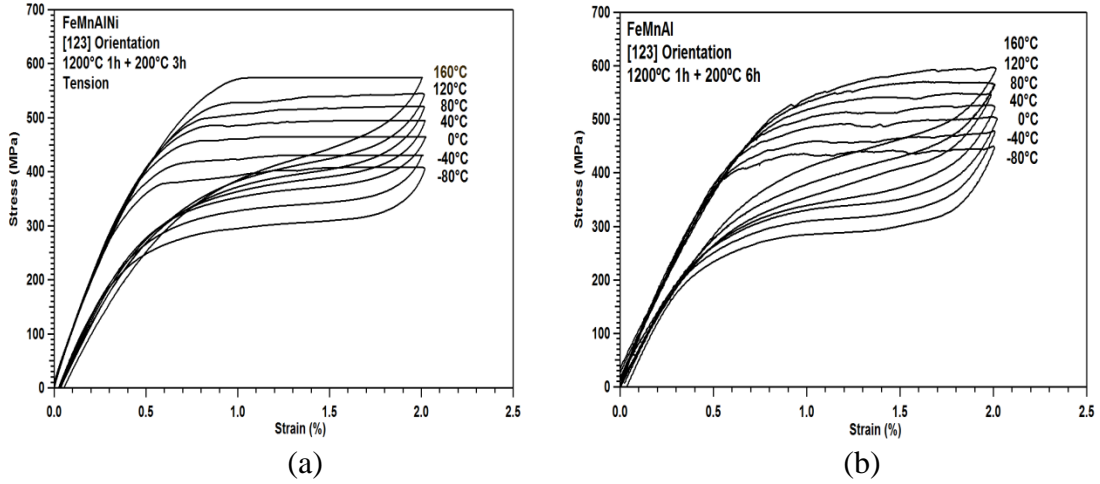 700
600
500
400
300
200
100
0
Stress (MPa)
FeMnAlNi
[123] Orientation
1200°C 1h + 200°C 3h
Tension
160°C
120°C
80°C
40°C
0°C
-40°C
-80°C
0.0 0.5 1.0 1.5 2.0 2.5
Strain (%)
(a)
700
600
500
400
300
200
100
0
Stress (MPa)
FeMnAl
[123] Orientation
1200°C 1h + 200°C 6h
160°C
120°C
80°C
40°C
0°C
-40°C
-80°C
0.0 0.5 1.0 1.5 2.0 2.5
Strain (%)
(b)